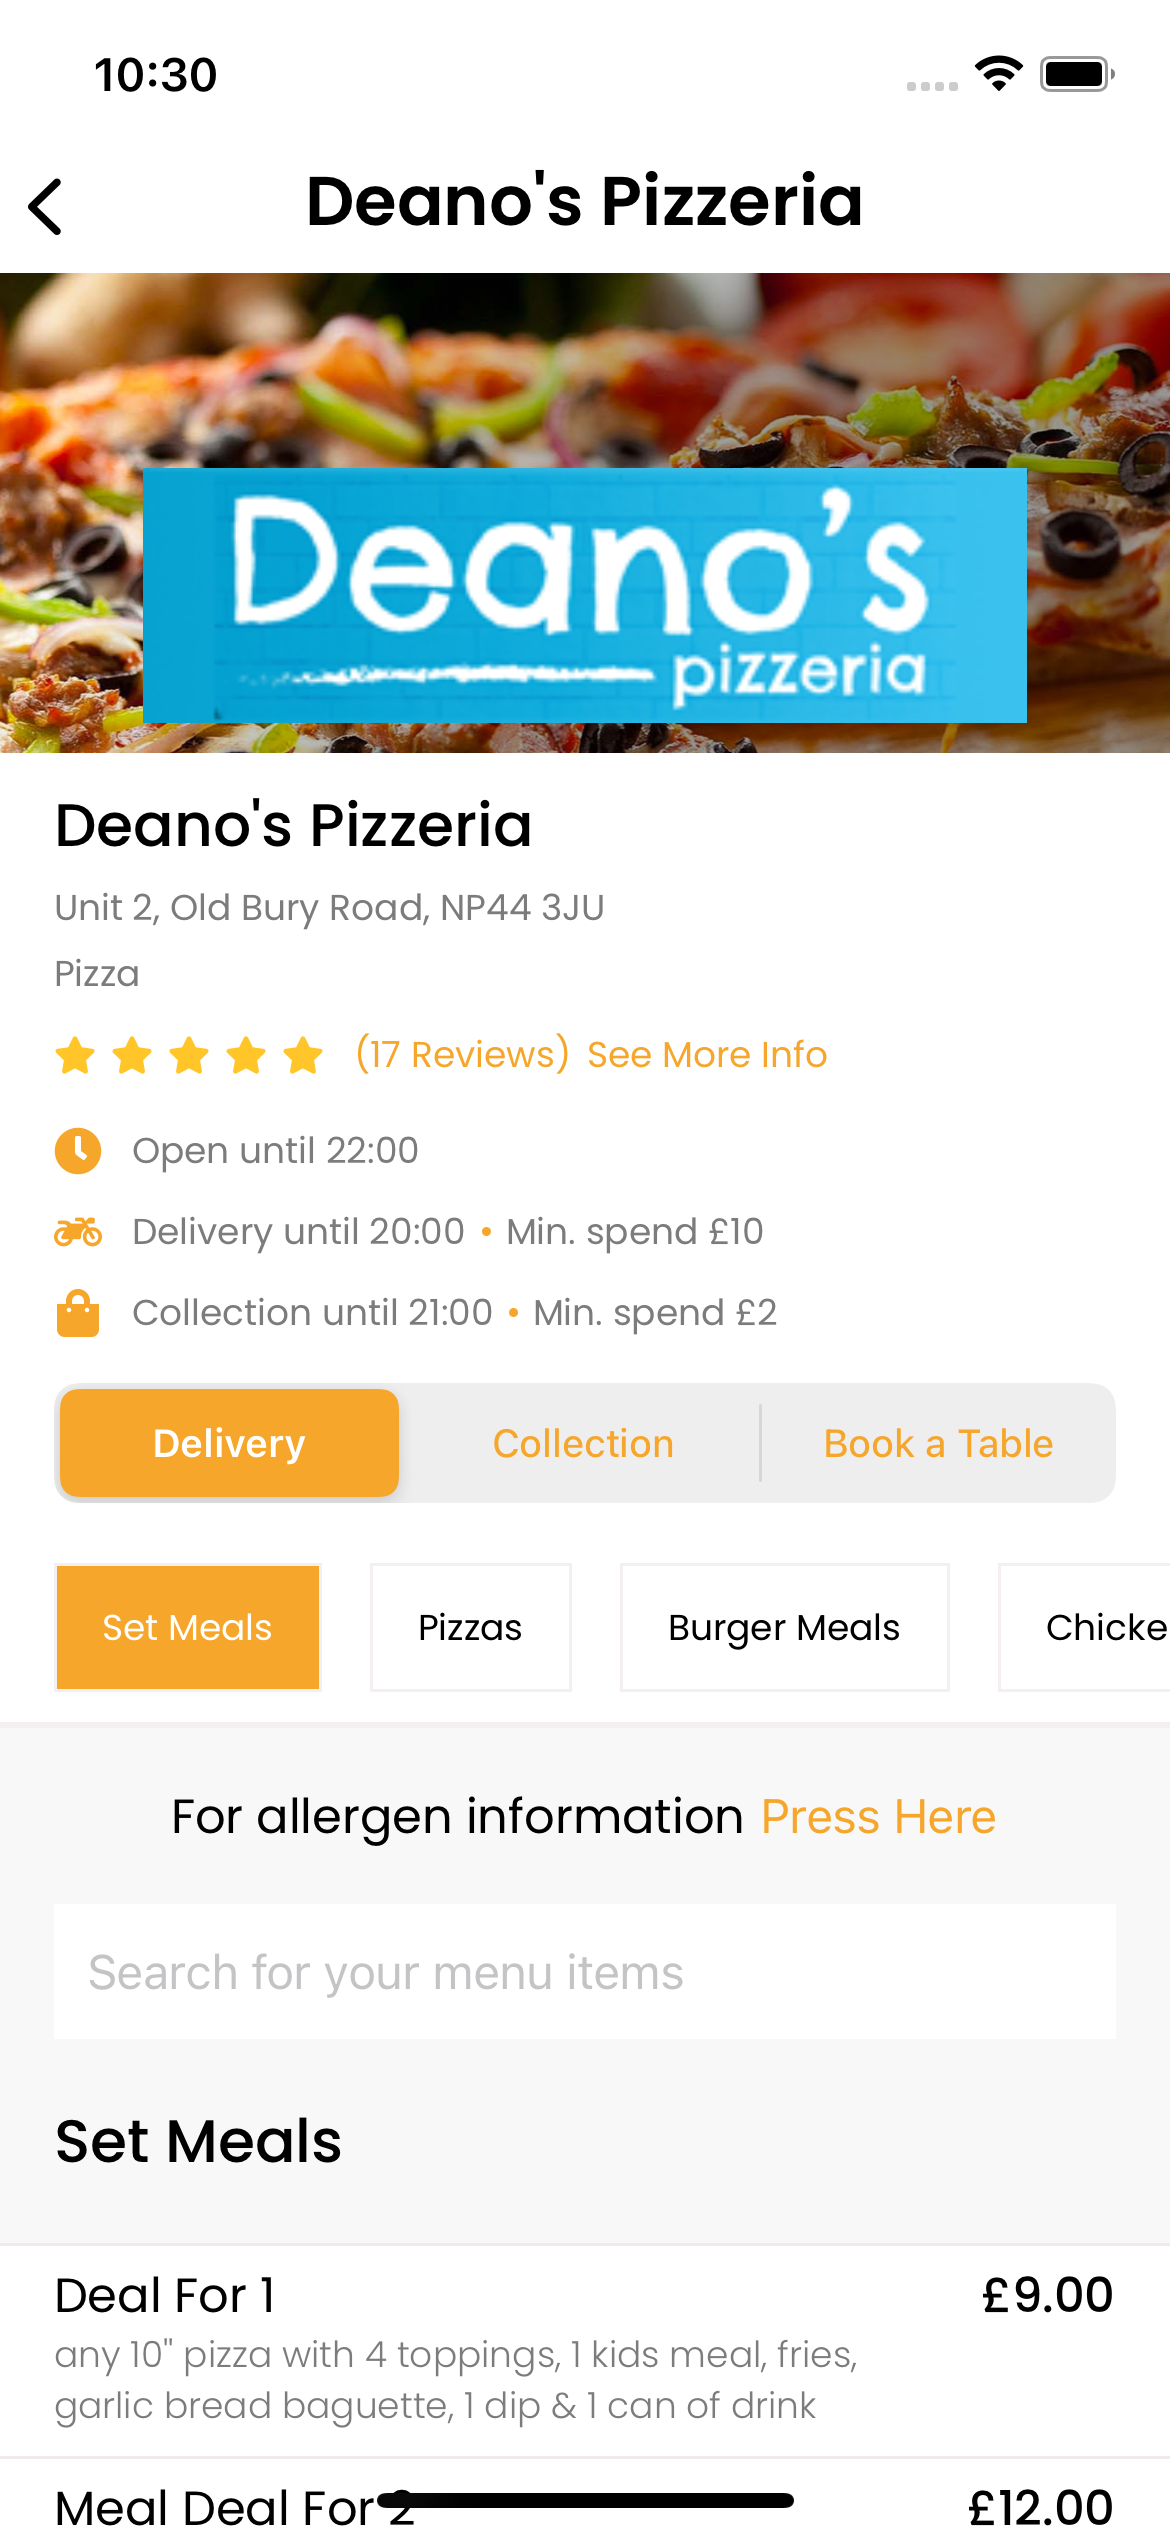 10:30
Deano's Pizzeria
Deano's
pizzeria
Deano's Pizzeria
Unit 2, Old Bury Road, NP44 3JU
Pizza
(17 Reviews) See More Info
Open until 22:00
Delivery until 20:00 • Min. spend £10
Collection until 21:00 • Min. spend £2
Delivery Collection Book a Table
Set Meals Pizzas Burger Meals Chicke
For allergen information Press Here
Search for your menu items
Set Meals
Deal For 1 £9.00
any 10" pizza with 4 toppings, 1 kids meal, fries,
garlic bread baguette, 1 dip & 1 can of drink
Meal Deal For 2 £12.00